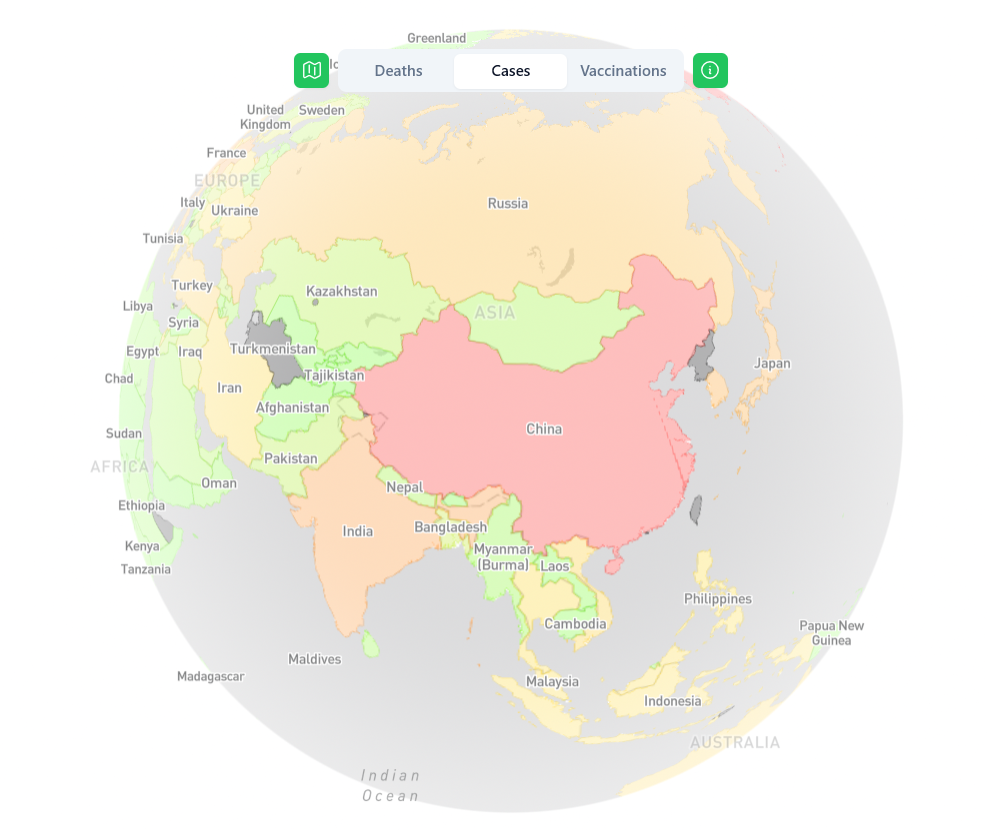 Greenland
Deaths
Cases
Vaccinations
United
Kingdom
Sweden
France
EUROPE
Italy
Ukraine
Russia
Tunisia
Turkey
Kazakhstan
Libya
ASIA
Syria
Egypt
Iraq
Turkmenistan
Japan
Chad
Iran
Tajikistan
Afghanistan
China
Sudan
Pakistan
AFRICA
Oman
Nepal
Ethiopia
India
Bangladesh
Kenya
Myanmar
(Burma)
Laos
Tanzania
Philippines
Cambodia
Papua New
Guinea
Maldives
Madagascar
Malaysia
Indonesia
AUSTRALIA
Indian
Ocean